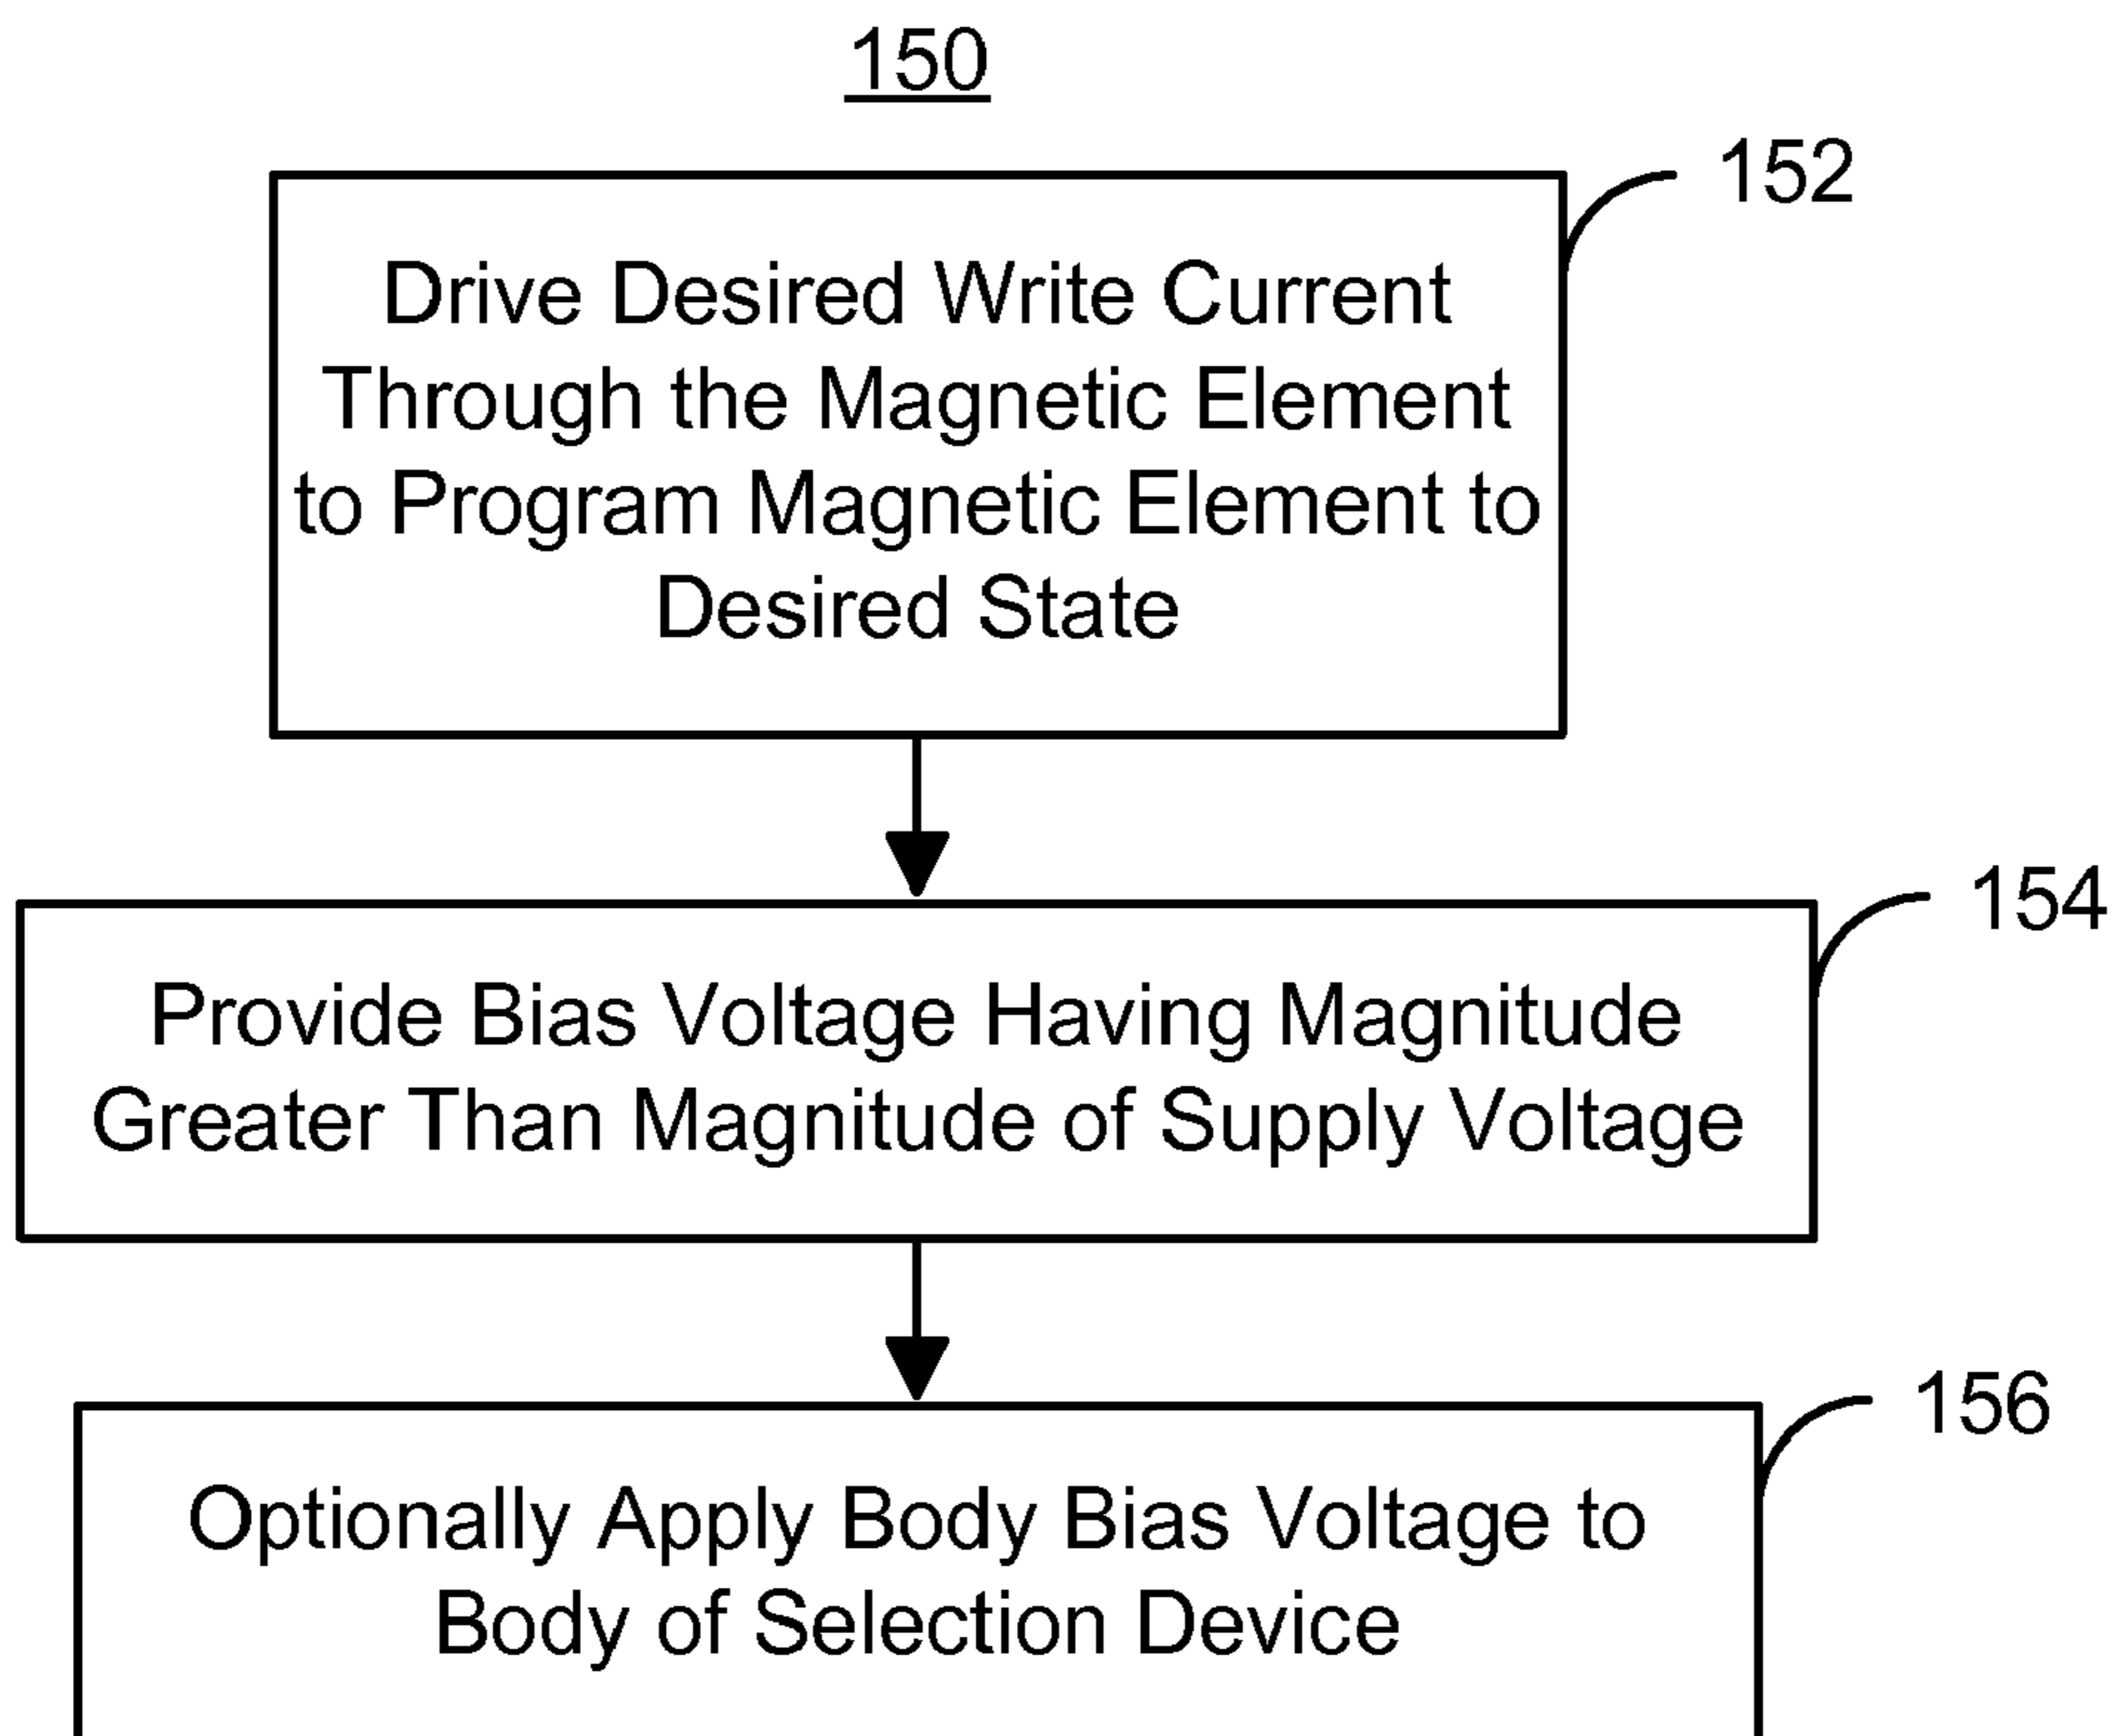 150
152
Drive Desired Write Current
Through the Magnetic Element
to Program Magnetic Element to
Desired State
154
Provide Bias Voltage Having Magnitude
Greater Than Magnitude of Supply Voltage
156
Optionally Apply Body Bias Voltage to
Body of Selection Device